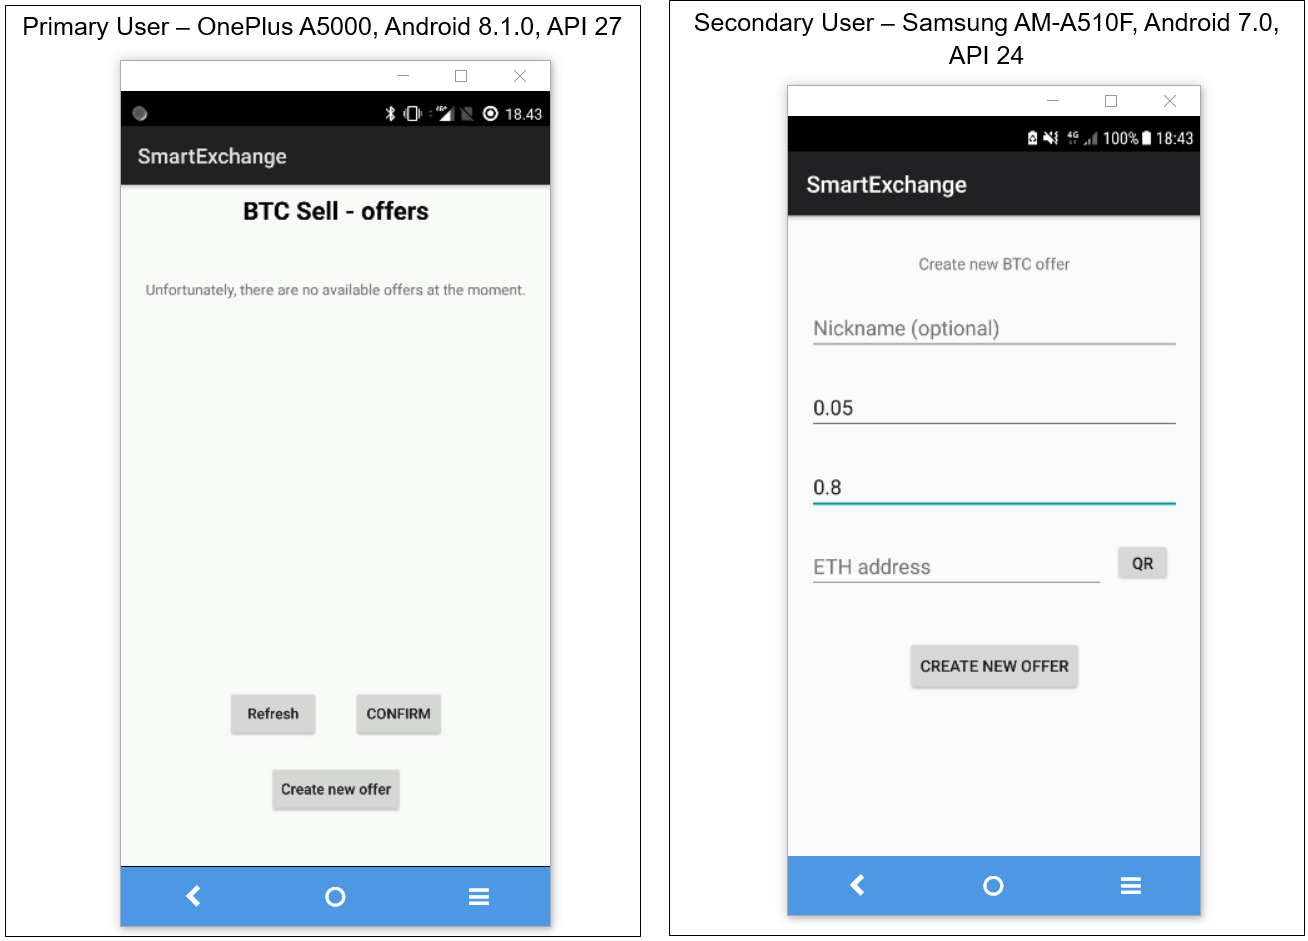 Primary User – OnePlus A5000, Android 8.1.0, API 27
18.43
SmartExchange
BTC Sell - offers
Unfortunately, there are no available offers at the moment.
Refresh
CONFIRM
Create new offer
Secondary User – Samsung AM-A510F, Android 7.0,
API 24
4G 100% 18:43
SmartExchange
Create new BTC offer
Nickname (optional)
0.05
0.8
ETH address
QR
CREATE NEW OFFER